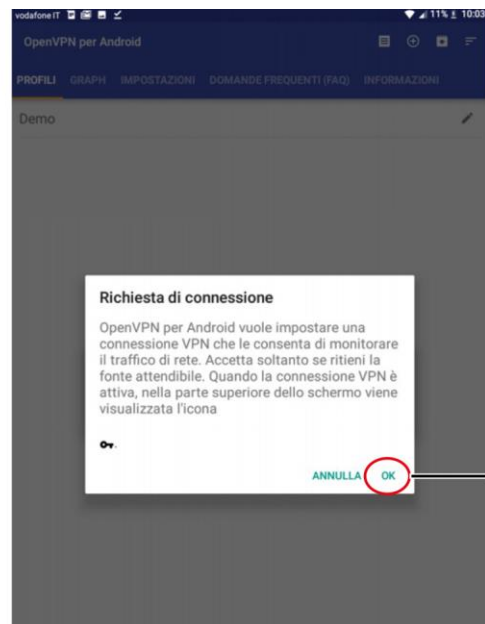 vodafone IT 11% 10:03
OpenVPN per Android
PROFILI GRAPH IMPOSTAZIONI DOMANDE FREQUENTI (FAQ) INFORMAZIONI
Demo
Richiesta di connessione
OpenVPN per Android vuole impostare una
connessione VPN che le consenta di monitorare
il traffico di rete. Accetta soltanto se ritieni la
fonte attendibile. Quando la connessione VPN è
attiva, nella parte superiore dello schermo viene
visualizzata l'icona
.
ANNULLA OK